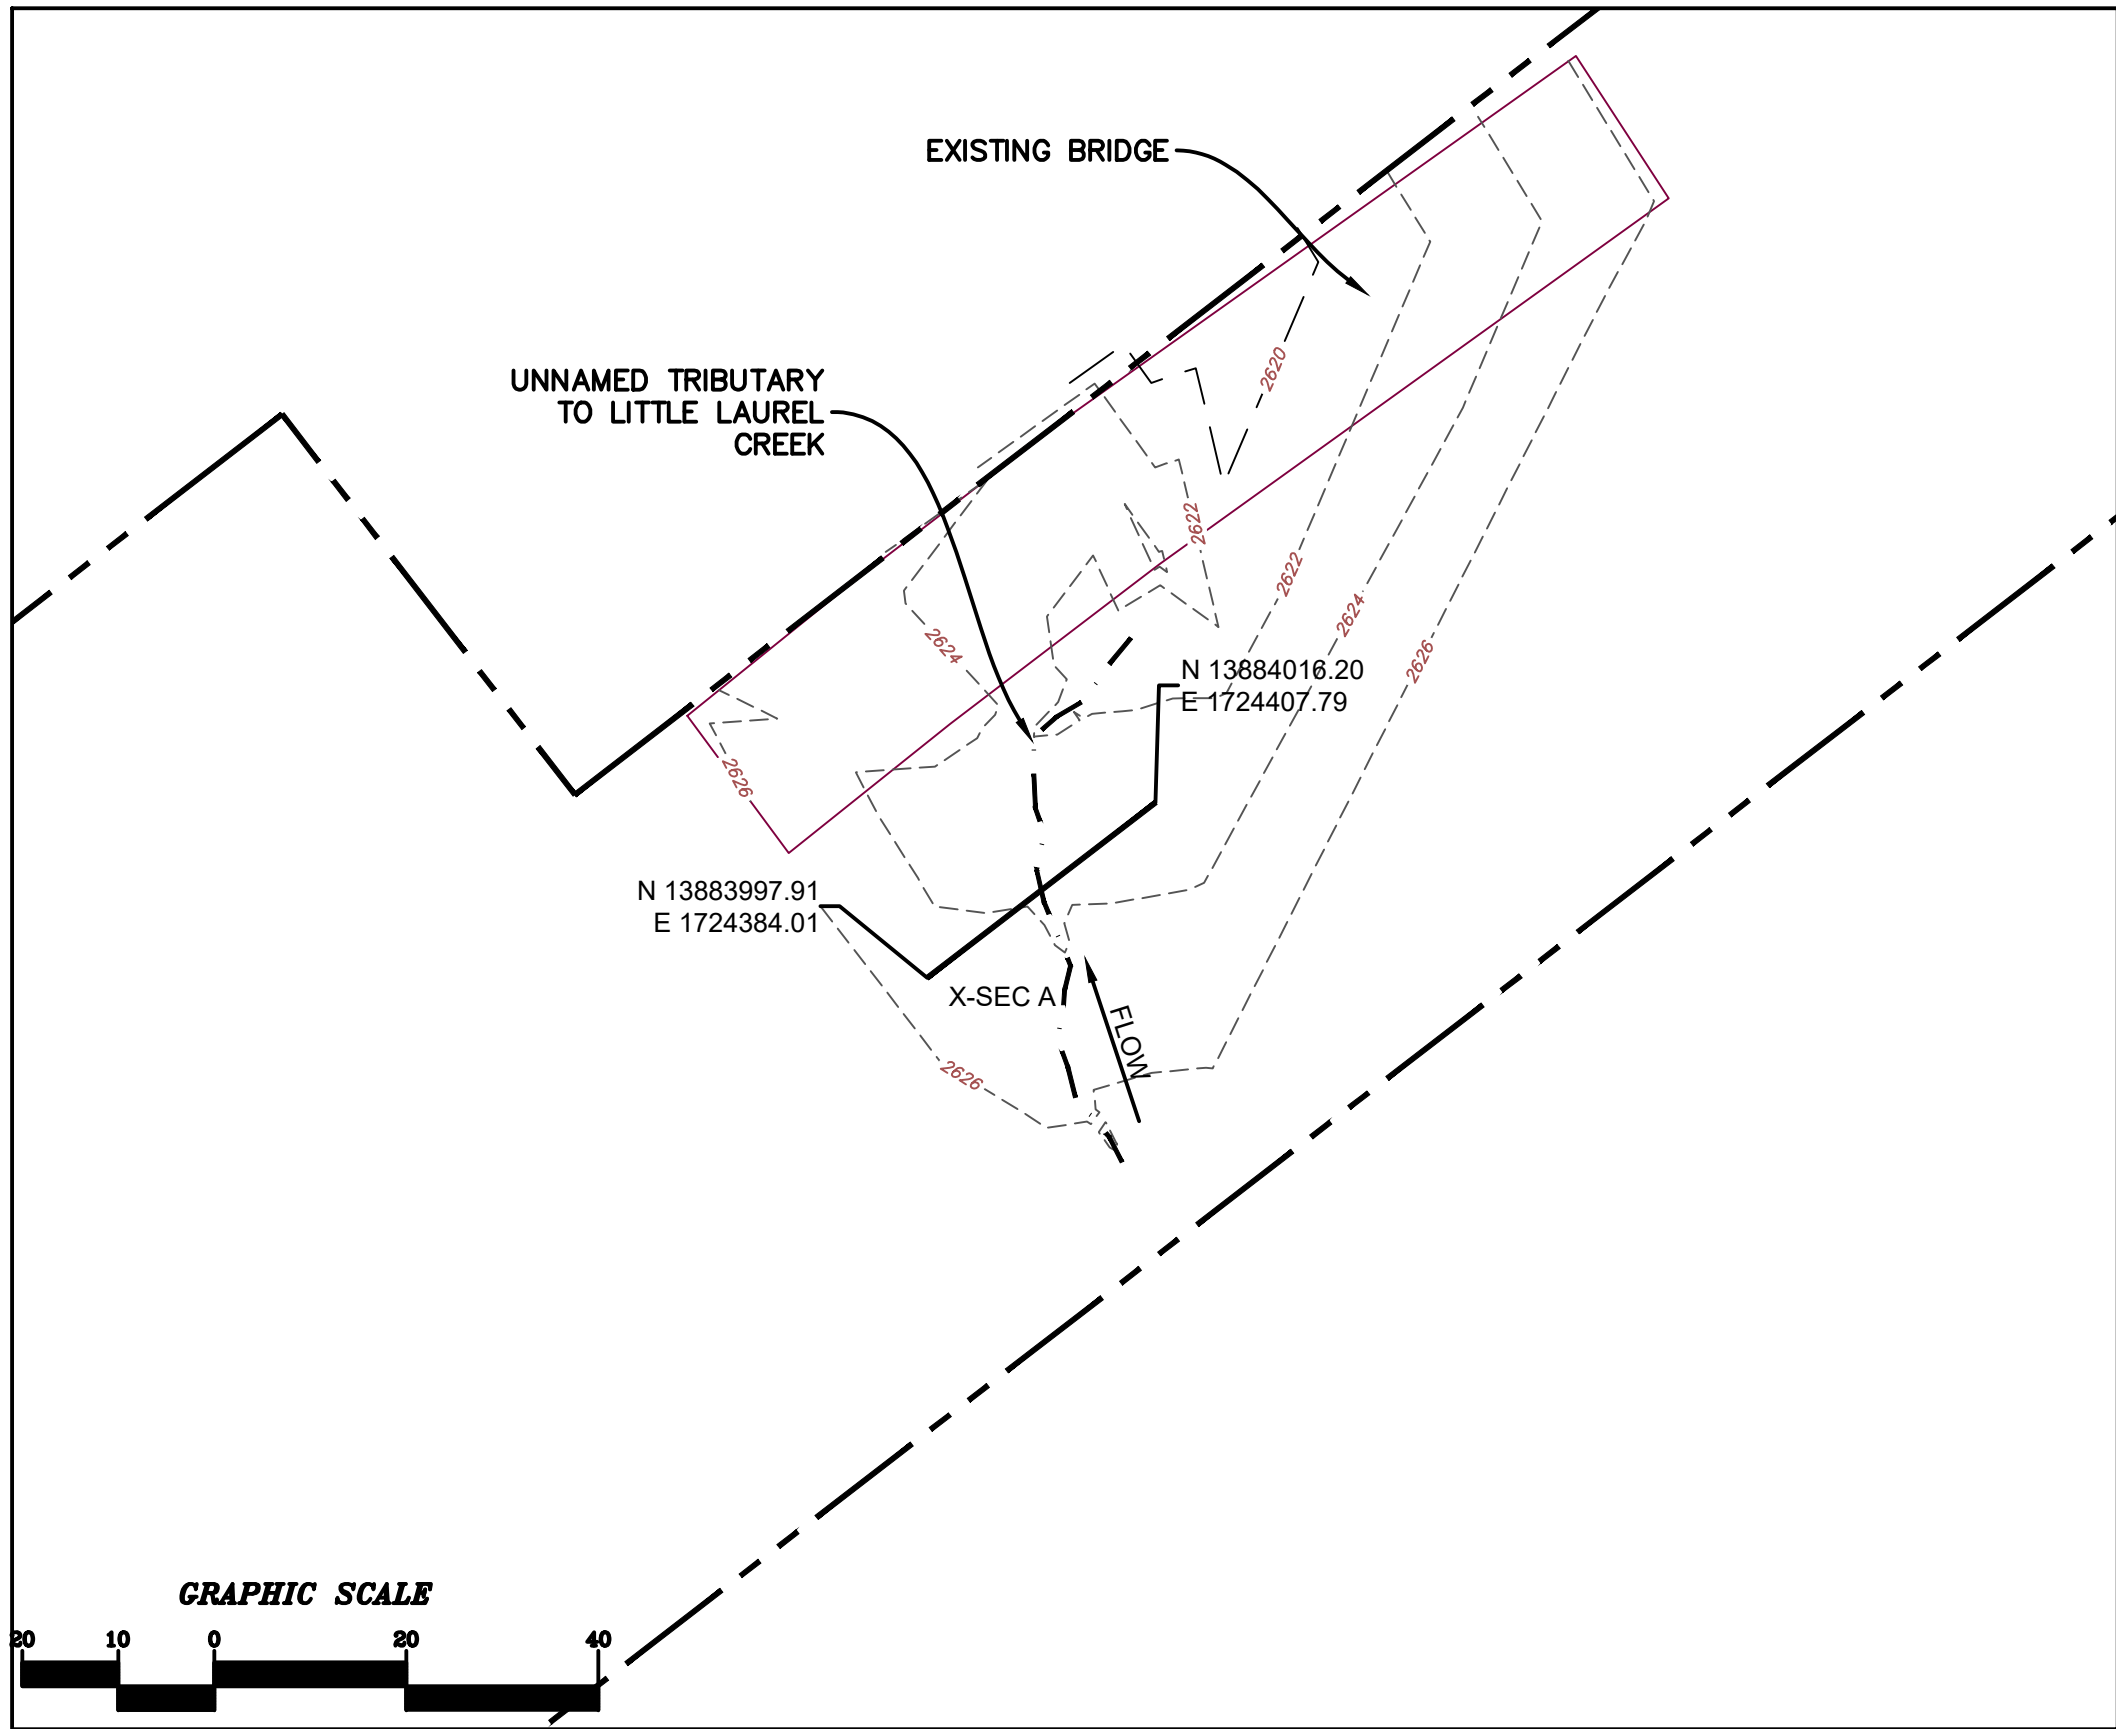 EXISTING BRIDGE
UNNAMED TRIBUTARY
TO LITTLE LAUREL
CREEK
2620
2622
2622
2624
2624
2626
N 13884016.20
E 1724407.79
2626
N 13883997.91
E 1724384.01
X-SEC A
FLOW
2626
GRAPHIC SCALE
20 10 0 20 40